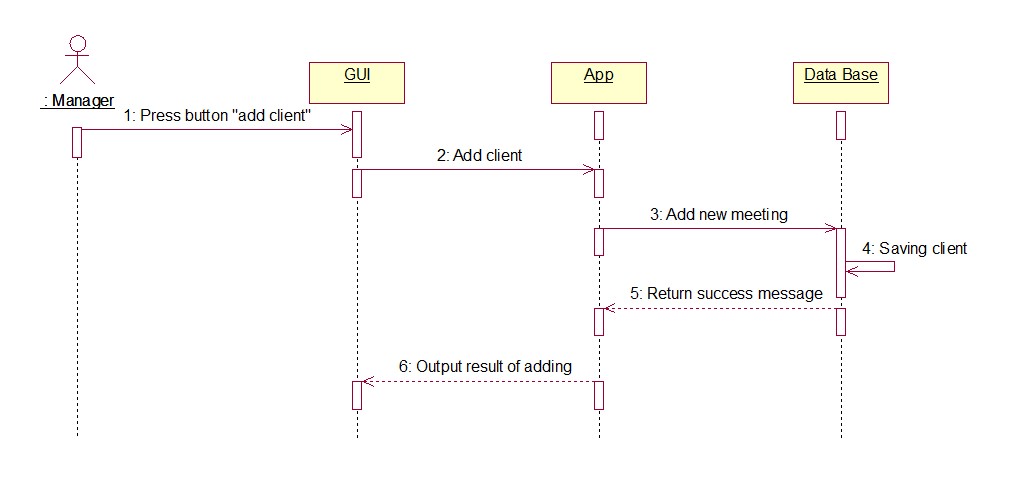 GUI
App
Data Base
: Manager
1: Press button "add client"
2: Add client
3: Add new meeting
4: Saving client
5: Return success message
6: Output result of adding